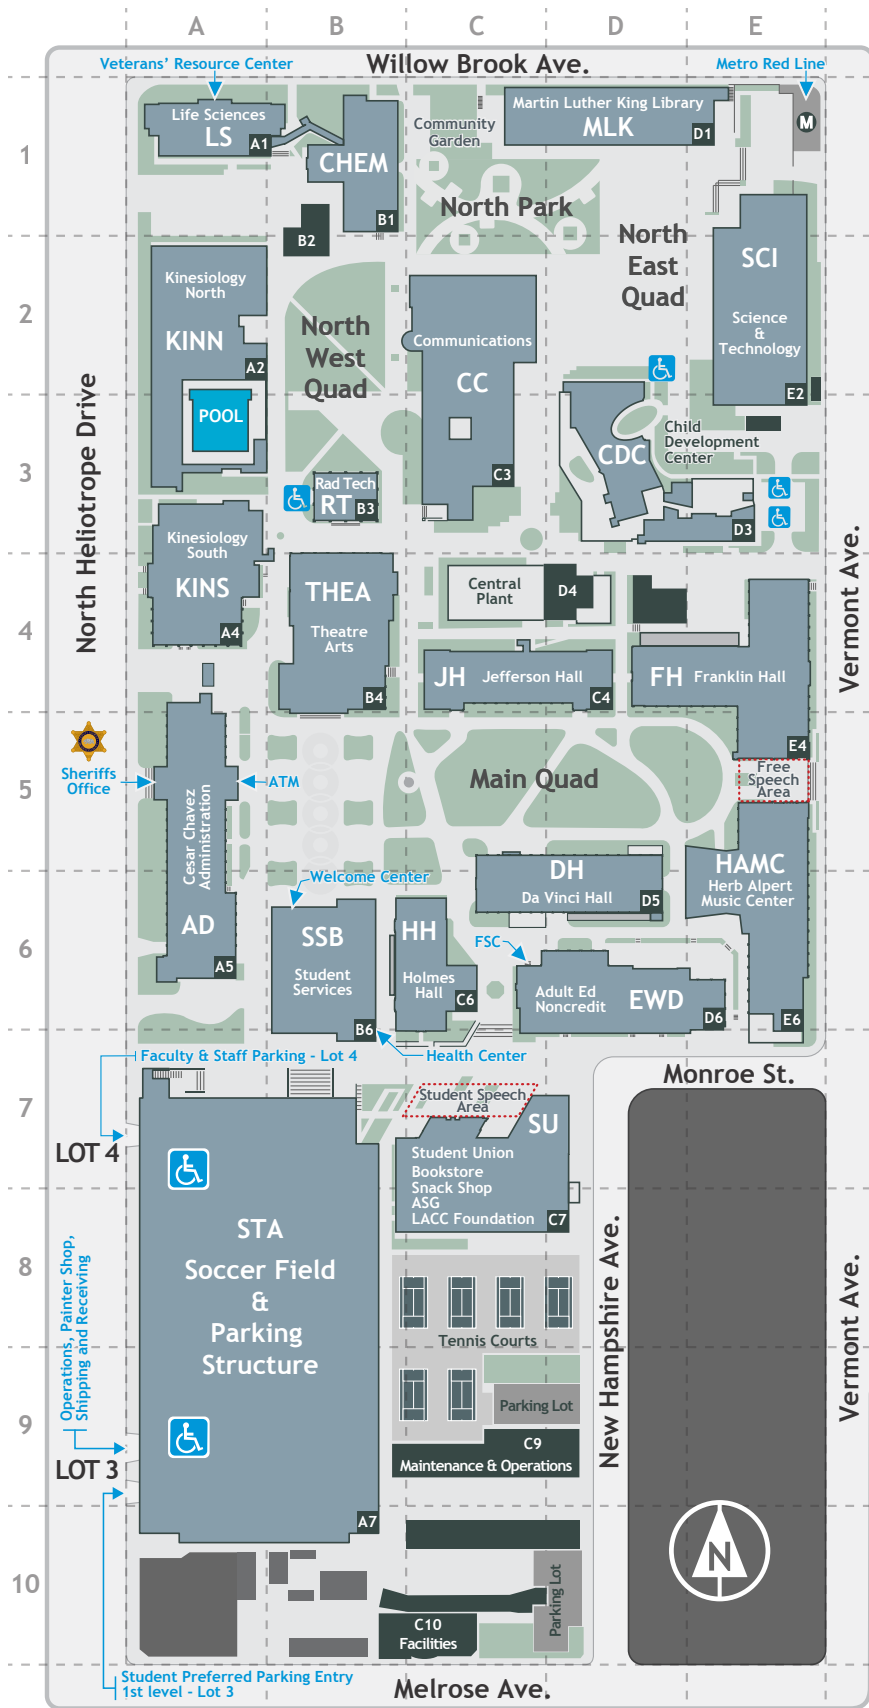 A B C D E
Willow Brook Ave.
Veterans' Resource Center
Metro Red Line
1
Life Sciences
LS
A1
CHEM
B1
B2
Community
Garden
Martin Luther King Library
MLK
D1
M
North Park
North
East
Quad
2
Kinesiology
North
KINN
A2
POOL
North
West
Quad
Communications
CC
C3
SCI
Science
&
Technology
E2
North Heliotrope Drive
3
Rad Tech
RT
B3
CDC
Child
Development
Center
D3
Vermont Ave.
4
Kinesiology
South
KINS
A4
THEA
Theatre
Arts
B4
Central
Plant
D4
JH
Jefferson Hall
C4
FH
Franklin Hall
E4
5
Sheriffs
Office
ATM
Cesar Chavez
Administration
AD
A5
Main Quad
Free
Speech
Area
HAMC
Herb Alpert
Music Center
E6
DH
Da Vinci Hall
D5
6
Welcome Center
SSB
Student
Services
B6
HH
Holmes
Hall
C6
FSC
Adult Ed
Noncredit
EWD
D6
Faculty & Staff Parking - Lot 4
Health Center
Monroe St.
7
LOT 4
Student Speech
Area
SU
Student Union
Bookstore
Snack Shop
ASG
LACC Foundation
C7
8
STA
Soccer Field
&
Parking
Structure
A7
Operations, Painter Shop,
Shipping and Receiving
Tennis Courts
New Hampshire Ave.
Vermont Ave.
9
LOT 3
Parking Lot
C9
Maintenance & Operations
10
Parking Lot
C10
Facilities
N
Student Preferred Parking Entry
1st level - Lot 3
Melrose Ave.